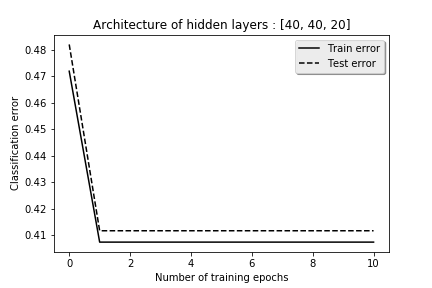 Architecture of hidden layers : [40, 40, 20]
Train error
Test error
0.48
0.47
0.46
0.45
0.44
0.43
0.42
0.41
Classification error
0 2 4 6 8 10
Number of training epochs